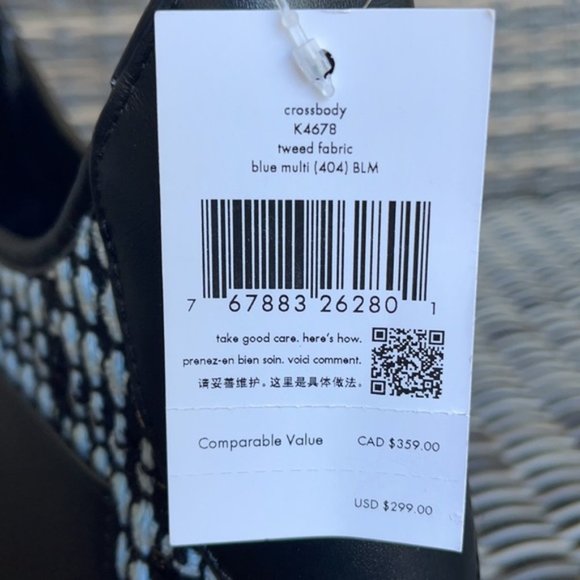 crossbody
K4678
tweed fabric
blue multi (404) BLM
7 67883 26280 1
take good care. here's how.
prenez-en bien soin. void comment.
请妥善维护。这里是具体做法。
Comparable Value CAD $359.00
USD $299.00